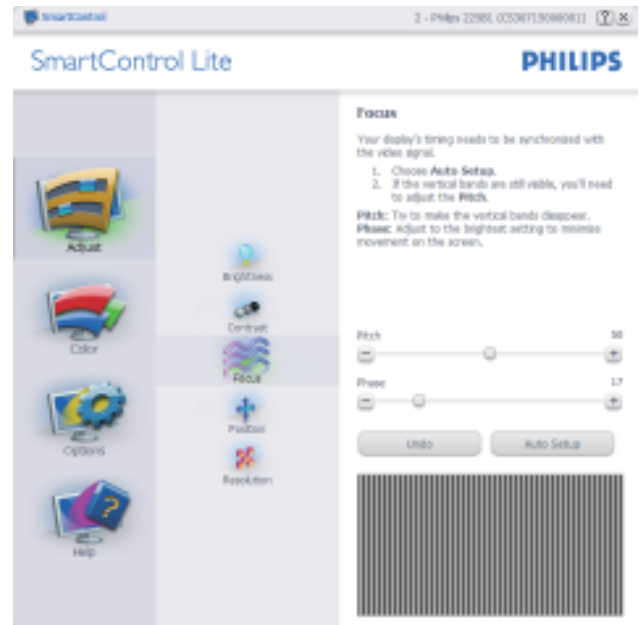 SmartControl
2 - Philips
SmartControl Lite
PHILIPS
Adjust
Color
Options
Help
Brightness
Contrast
Focus
Position
Resolution
Focus
Your display's timing needs to be synchronised with
the video signal.
1. Choose Auto Setup.
2. If the vertical bands are still visible, you'll need
to adjust the Pitch.
Pitch: Try to make the vertical bands disappear.
Phase: Adjust to the brightest setting to minimise
movement on the screen.
Pitch 50
Phase 17
Undo Auto Setup